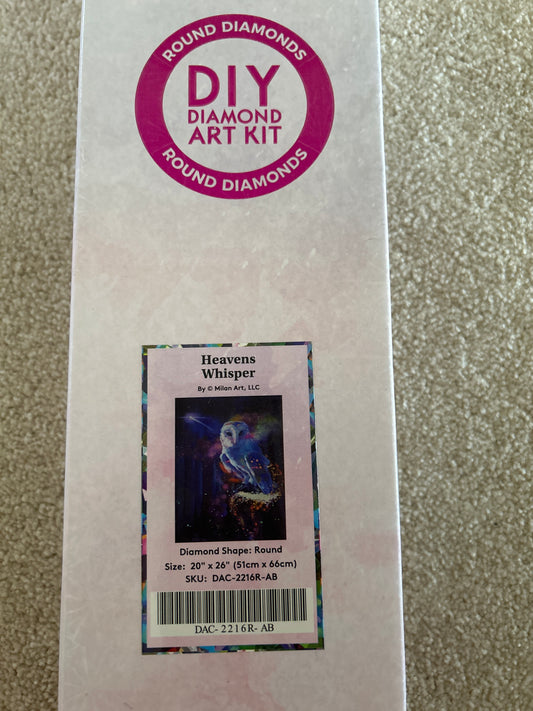 ROUND DIAMONDS
DIY
DIAMOND
ART KIT
ROUND DIAMONDS
Heavens
Whisper
By © Milan Art, LLC
Diamond Shape: Round
Size: 20" x 26" (51cm x 66cm)
SKU: DAC-2216R-AB
DAC- 2216R- AB